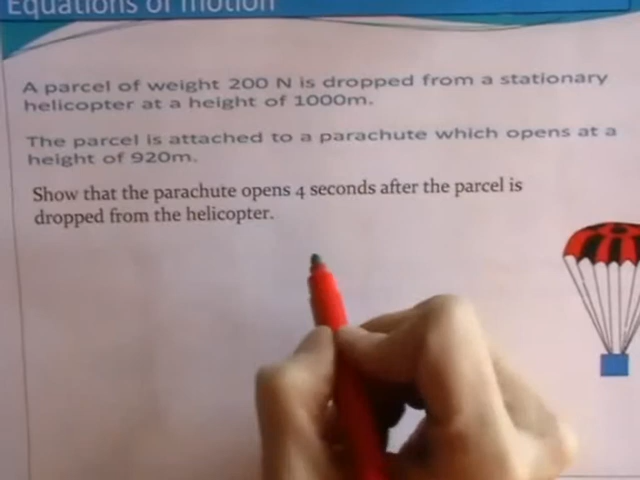 Equations of motion
A parcel of weight 200 N is dropped from a stationary
helicopter at a height of 1000m.
The parcel is attached to a parachute which opens at a
height of 920m.
Show that the parachute opens 4 seconds after the parcel is
dropped from the helicopter.